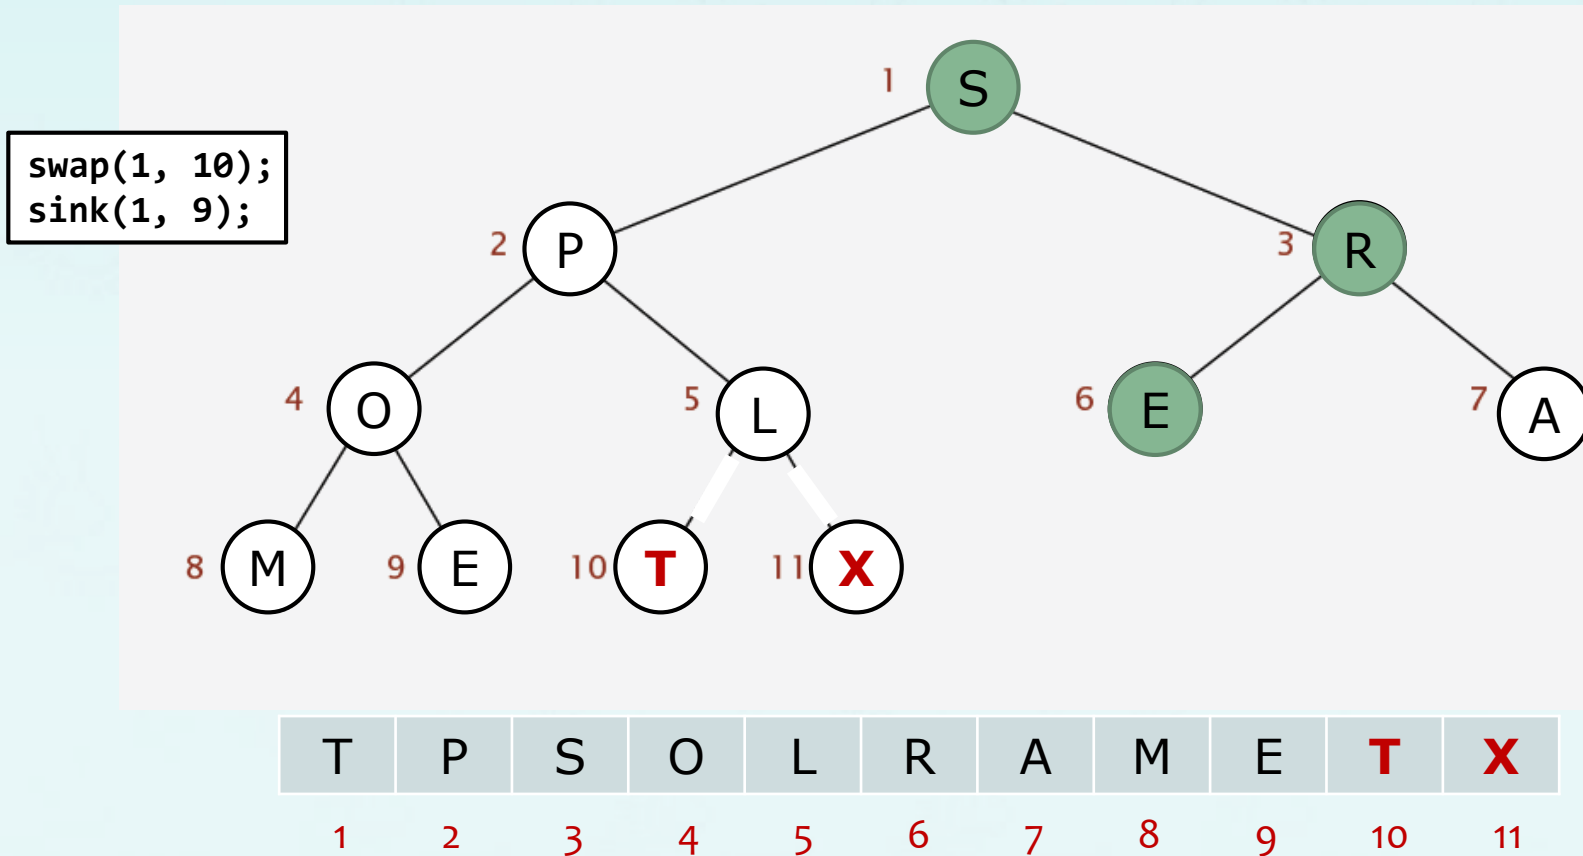 1 S
swap(1, 10);
sink(1, 9);
2 P 3 R
4 O 5 L 6 E 7 A
8 M 9 E 10 T 11 X
T P S O L R A M E T X
1 2 3 4 5 6 7 8 9 10 11